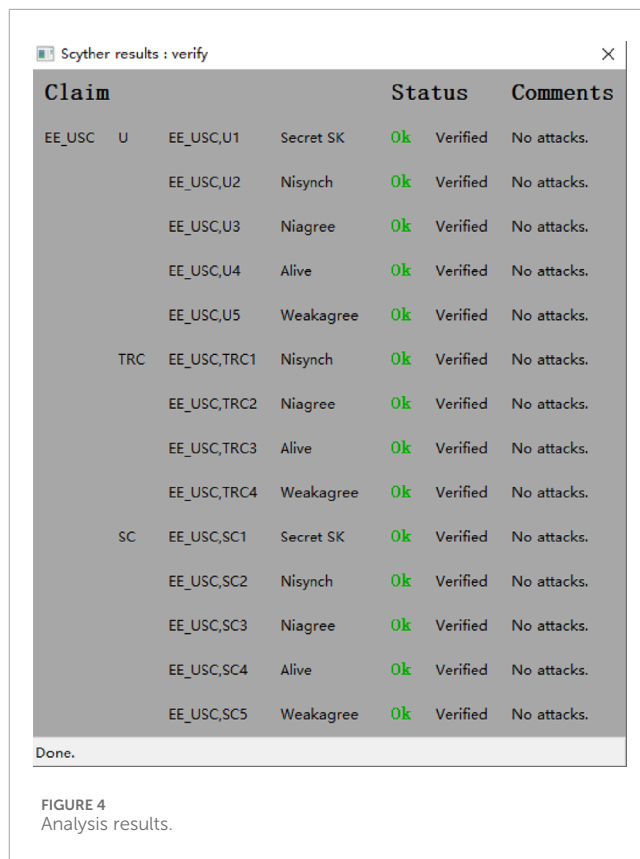 Scyther results : verify
Claim Status Comments
EE_USC U EE_USC,U1 Secret SK Ok Verified No attacks.
EE_USC,U2 Nisynch Ok Verified No attacks.
EE_USC,U3 Niagree Ok Verified No attacks.
EE_USC,U4 Alive Ok Verified No attacks.
EE_USC,U5 Weakagree Ok Verified No attacks.
TRC EE_USC,TRC1 Nisynch Ok Verified No attacks.
EE_USC,TRC2 Niagree Ok Verified No attacks.
EE_USC,TRC3 Alive Ok Verified No attacks.
EE_USC,TRC4 Weakagree Ok Verified No attacks.
SC EE_USC,SC1 Secret SK Ok Verified No attacks.
EE_USC,SC2 Nisynch Ok Verified No attacks.
EE_USC,SC3 Niagree Ok Verified No attacks.
EE_USC,SC4 Alive Ok Verified No attacks.
EE_USC,SC5 Weakagree Ok Verified No attacks.
Done.
FIGURE 4
Analysis results.